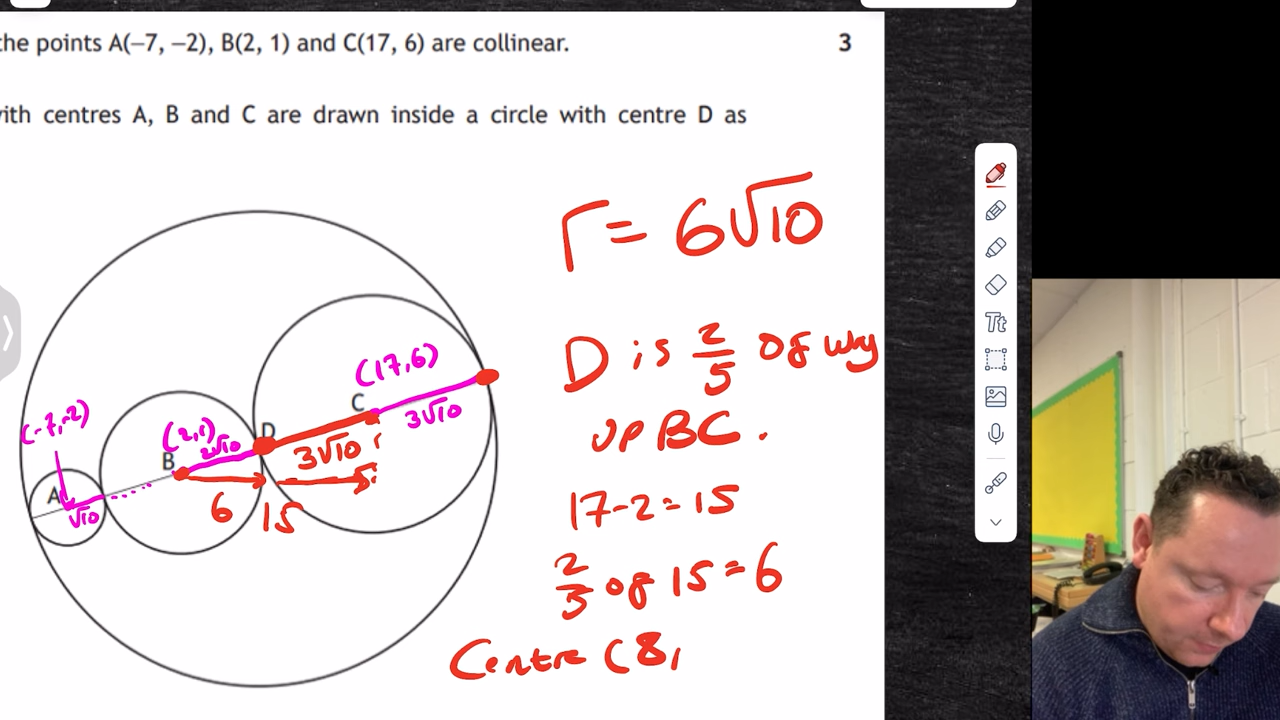 the points A(−7, −2), B(2, 1) and C(17, 6) are collinear. 3
with centres A, B and C are drawn inside a circle with centre D as
r = 6√10
D is 2/5 of way
up BC.
17-2=15
2/5 of 15=6
Centre (8,
(17,6)
C
3√10
D
3√10
(2,1)
2√10
B
(-7,-2)
A
√10
6
15
Tt